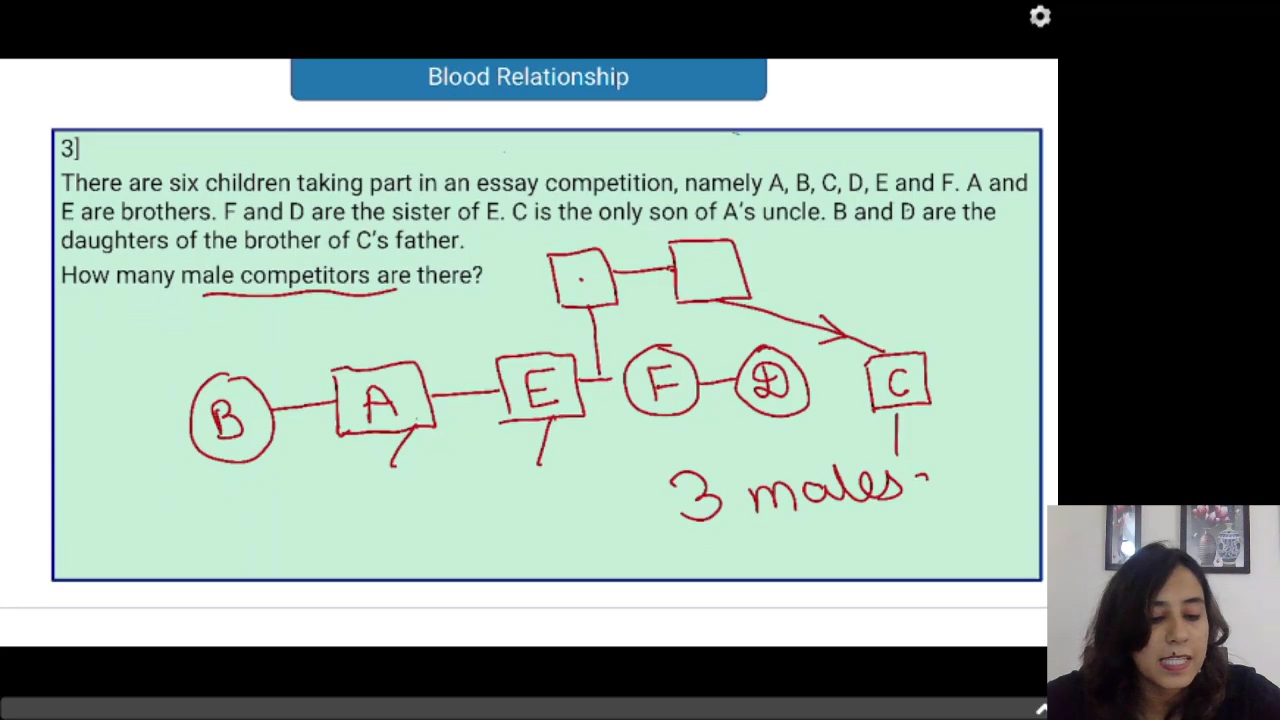 Blood Relationship
3]
There are six children taking part in an essay competition, namely A, B, C, D, E and F. A and
E are brothers. F and D are the sister of E. C is the only son of A's uncle. B and D are the
daughters of the brother of C's father.
How many male competitors are there?
B A E F D C
3 males